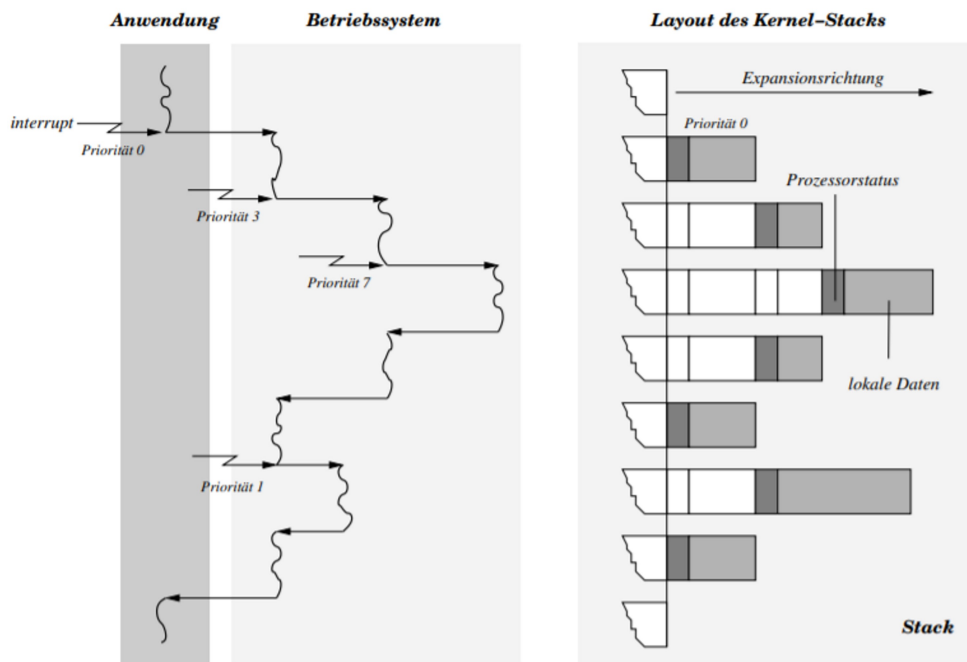 Anwendung
Betriebssystem
interrupt
Priorität 0
Priorität 3
Priorität 7
Priorität 1
Layout des Kernel–Stacks
Expansionsrichtung
Priorität 0
Prozessorstatus
lokale Daten
Stack